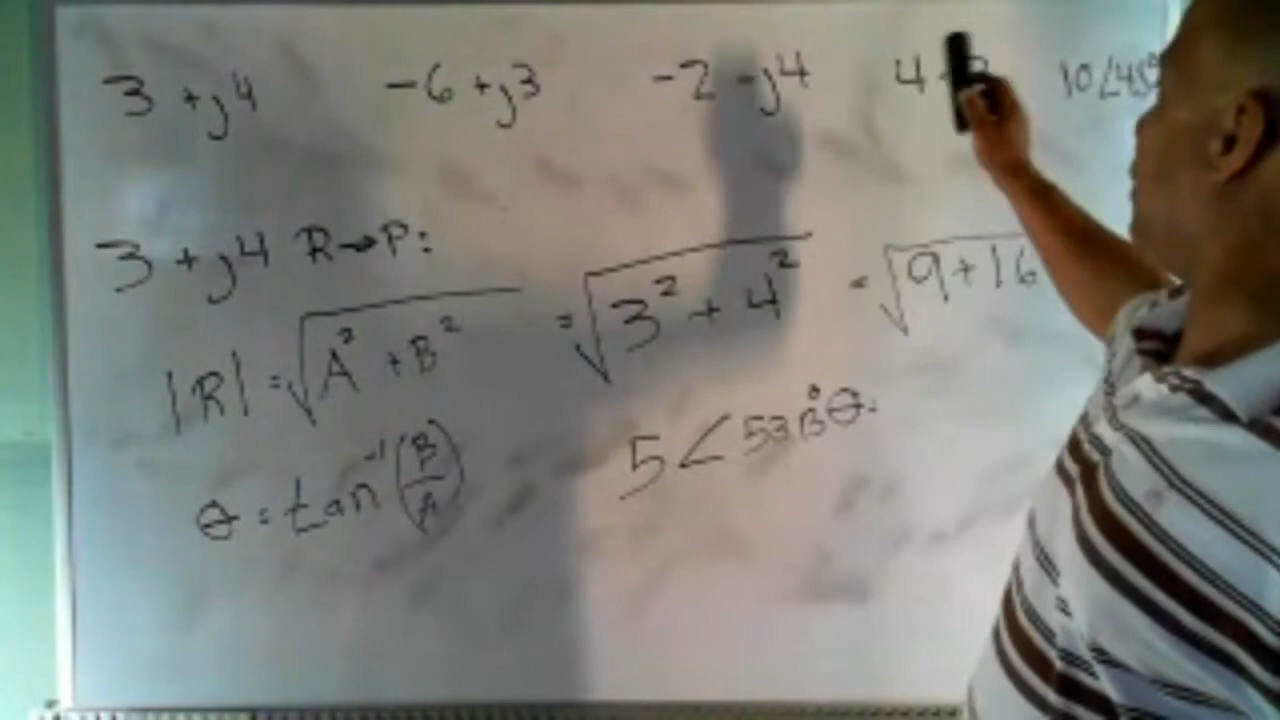 3 + j4 -6 + j3 -2 - j4 4 10∠45°
3 + j4 R→P:
|R| = √A² + B² = √3² + 4² = √9 + 16
θ = tan⁻¹(B/A) 5∠53